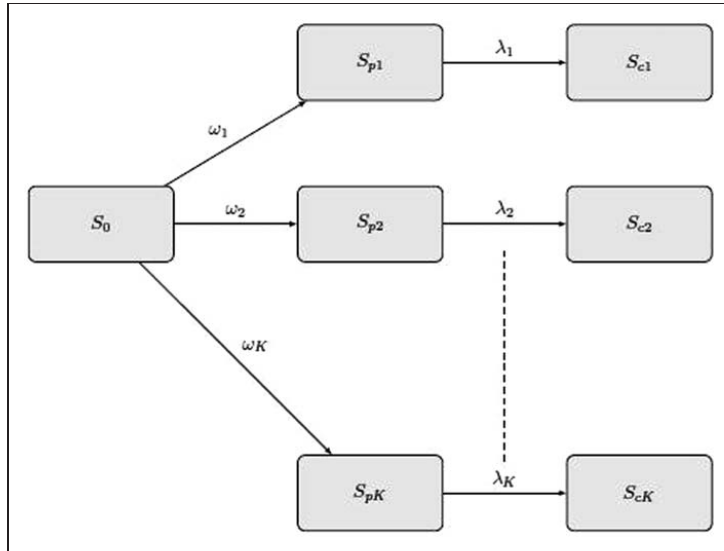 S_{p1} λ_1 S_{c1}
ω_1
S_0 ω_2 S_{p2} λ_2 S_{c2}
ω_K
S_{pK} λ_K S_{cK}